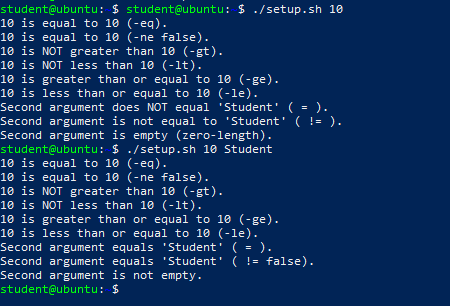 student@ubuntu:~$ student@ubuntu:~$ ./setup.sh 10
10 is equal to 10 (-eq).
10 is equal to 10 (-ne false).
10 is NOT greater than 10 (-gt).
10 is NOT less than 10 (-lt).
10 is greater than or equal to 10 (-ge).
10 is less than or equal to 10 (-le).
Second argument does NOT equal 'Student' ( = ).
Second argument is not equal to 'Student' ( != ).
Second argument is empty (zero-length).
student@ubuntu:~$ ./setup.sh 10 Student
10 is equal to 10 (-eq).
10 is equal to 10 (-ne false).
10 is NOT greater than 10 (-gt).
10 is NOT less than 10 (-lt).
10 is greater than or equal to 10 (-ge).
10 is less than or equal to 10 (-le).
Second argument equals 'Student' ( = ).
Second argument equals 'Student' ( != false).
Second argument is not empty.
student@ubuntu:~$